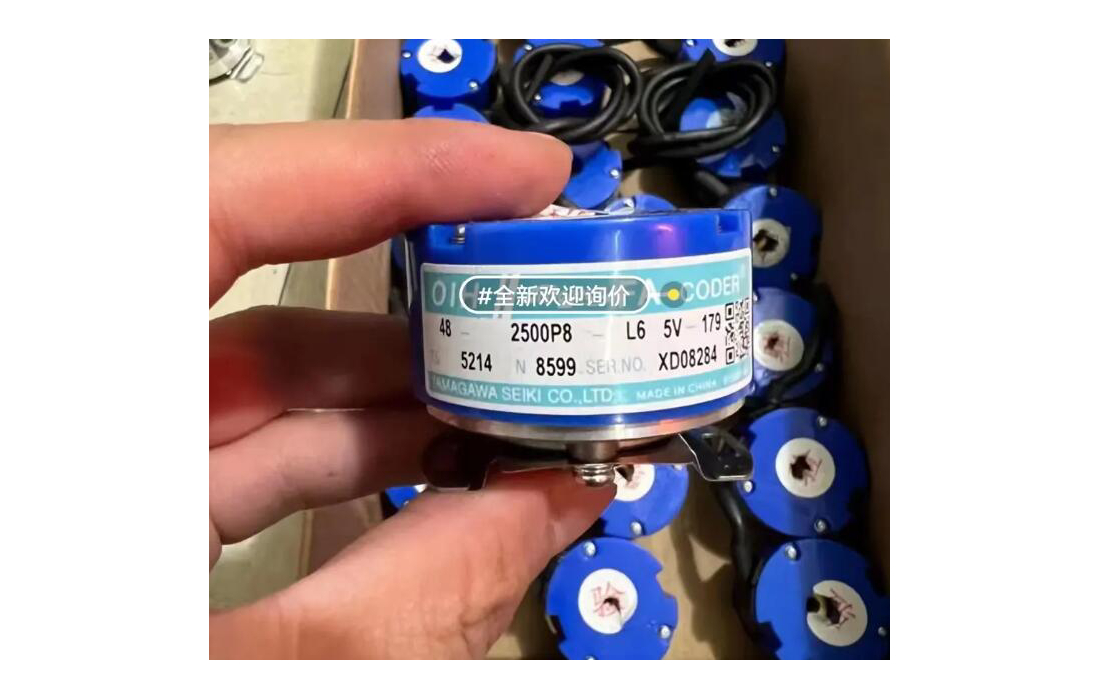 OIH
#全新欢迎询价
CODER
48 - 2500P8 - L6 5V - 179
5214 N 8599 SER.NO. XD08284
TAMAGAWA SEIKI CO.,LTD. MADE IN CHINA